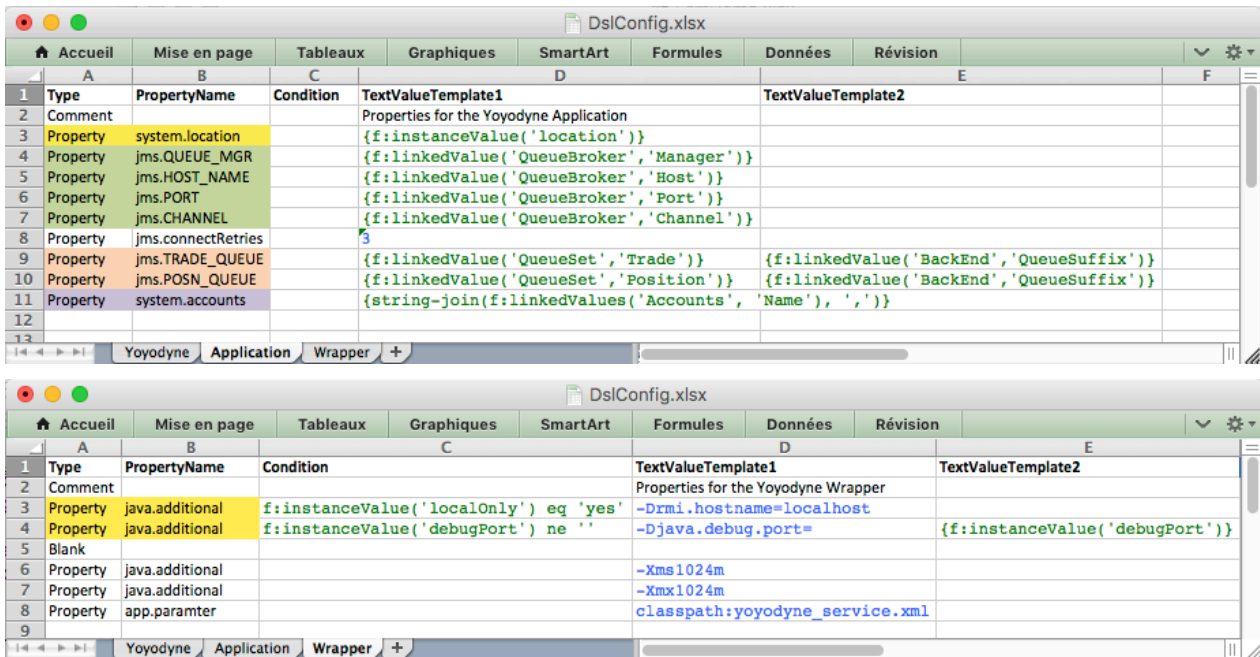 DslConfig.xlsx
Accueil Mise en page Tableaux Graphiques SmartArt Formules Données Révision
A B C D E F
1 Type PropertyName Condition TextValueTemplate1 TextValueTemplate2
2 Comment Properties for the Yoyodyne Application
3 Property system.location {f:instanceValue('location')}
4 Property jms.QUEUE_MGR {f:linkedValue('QueueBroker','Manager')}
5 Property jms.HOST_NAME {f:linkedValue('QueueBroker','Host')}
6 Property jms.PORT {f:linkedValue('QueueBroker','Port')}
7 Property jms.CHANNEL {f:linkedValue('QueueBroker','Channel')}
8 Property jms.connectRetries 3
9 Property jms.TRADE_QUEUE {f:linkedValue('QueueSet','Trade')} {f:linkedValue('BackEnd','QueueSuffix')}
10 Property jms.POSN_QUEUE {f:linkedValue('QueueSet','Position')} {f:linkedValue('BackEnd','QueueSuffix')}
11 Property system.accounts {string-join(f:linkedValues('Accounts', 'Name'), ',')}
12
13
Yoyodyne Application Wrapper +
DslConfig.xlsx
Accueil Mise en page Tableaux Graphiques SmartArt Formules Données Révision
A B C D E
1 Type PropertyName Condition TextValueTemplate1 TextValueTemplate2
2 Comment Properties for the Yoyodyne Wrapper
3 Property java.additional f:instanceValue('localOnly') eq 'yes' -Drmi.hostname=localhost
4 Property java.additional f:instanceValue('debugPort') ne '' -Djava.debug.port= {f:instanceValue('debugPort')}
5 Blank
6 Property java.additional -Xms1024m
7 Property java.additional -Xmx1024m
8 Property app.paramter classpath:yoyodyne_service.xml
9
Yoyodyne Application Wrapper +